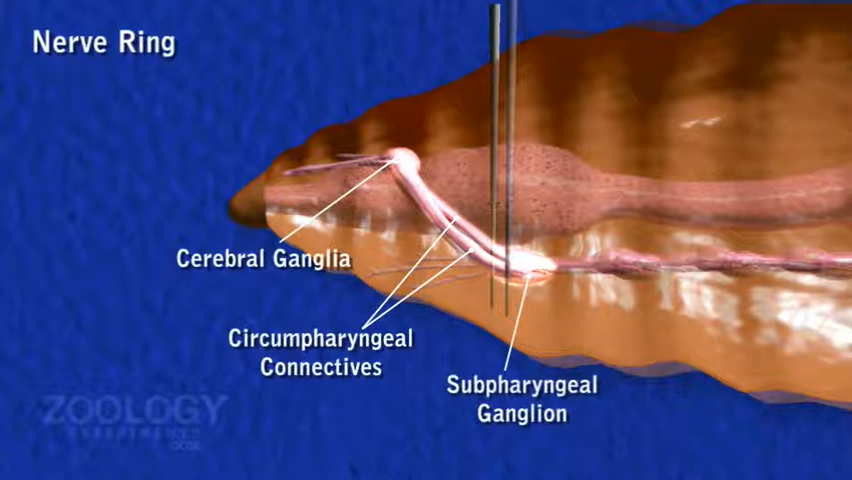 Nerve Ring
Cerebral Ganglia
Circumpharyngeal
Connectives
Subpharyngeal
Ganglion
ZOOLOGY